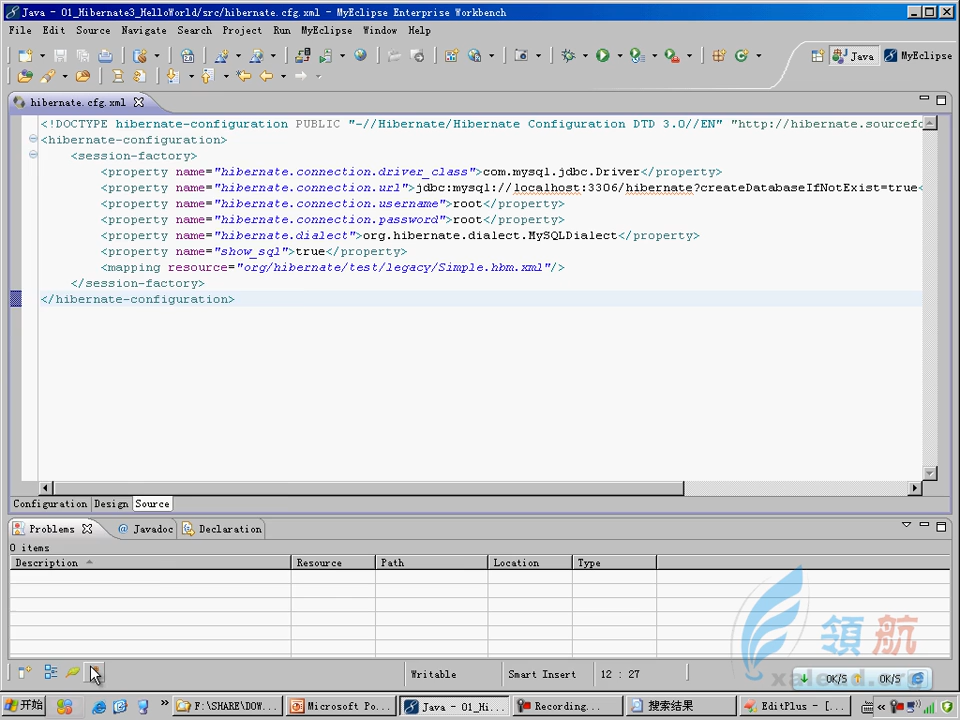 Java - 01_Hibernate3_HelloWorld/src/hibernate.cfg.xml - MyEclipse Enterprise Workbench
File Edit Source Navigate Search Project Run MyEclipse Window Help
Java MyEclipse
hibernate.cfg.xml
<!DOCTYPE hibernate-configuration PUBLIC "-//Hibernate/Hibernate Configuration DTD 3.0//EN" "http://hibernate.sourcefo
<hibernate-configuration>
<session-factory>
<property name="hibernate.connection.driver_class">com.mysql.jdbc.Driver</property>
<property name="hibernate.connection.url">jdbc:mysql://localhost:3306/hibernate?createDatabaseIfNotExist=true<
<property name="hibernate.connection.username">root</property>
<property name="hibernate.connection.password">root</property>
<property name="hibernate.dialect">org.hibernate.dialect.MySQLDialect</property>
<property name="show_sql">true</property>
<mapping resource="org/hibernate/test/legacy/Simple.hbm.xml"/>
</session-factory>
</hibernate-configuration>
Configuration Design Source
Problems @ Javadoc Declaration
0 items
Description Resource Path Location Type
領航
Writable Smart Insert 12 : 27
0K/S 0K/S
开始 » F:\SHARE\DOW... Microsoft Po... Java - 01_Hi... Recording... 搜索结果 EditPlus - [... «